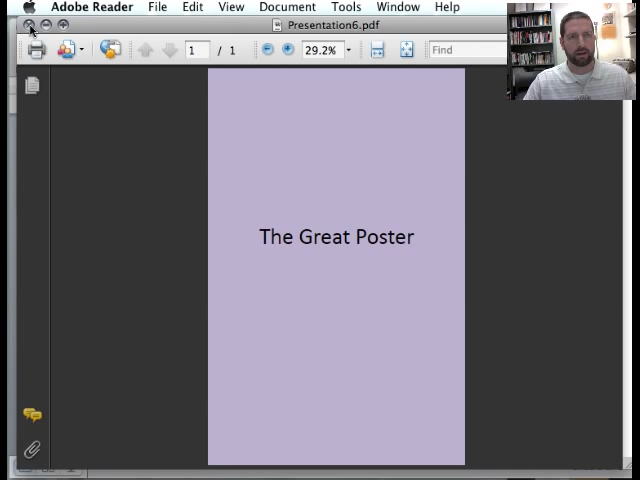 Adobe Reader File Edit View Document Tools Window Help
Presentation6.pdf
1 / 1 29.2% Find
The Great Poster